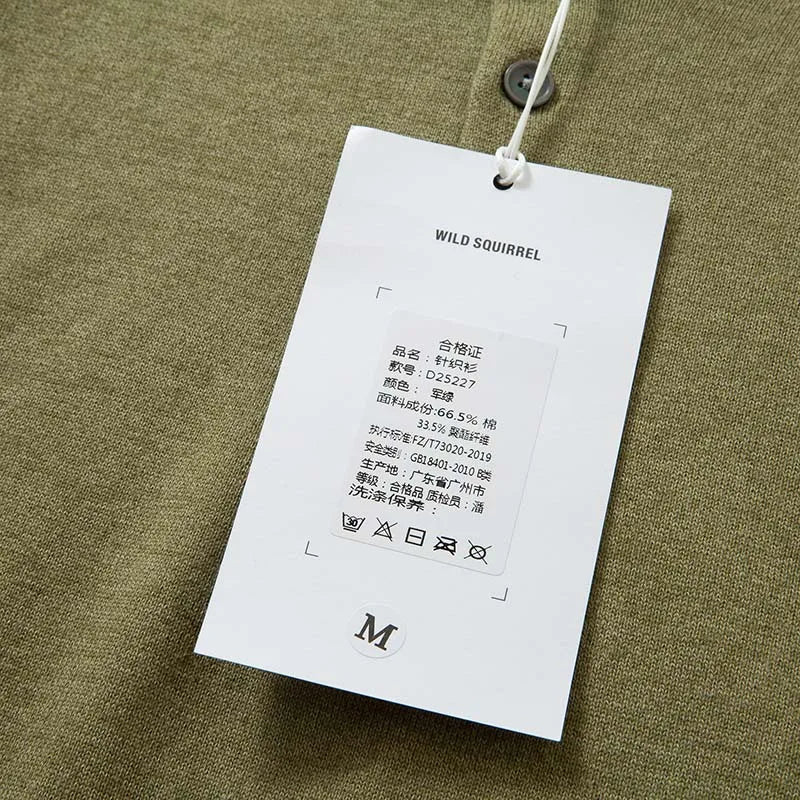 WILD SQUIRREL
合格证
品名：针织衫
款号：D25227
颜色： 军绿
面料成份:66.5% 棉
33.5% 聚酯纤维
执行标准:FZ/T73020-2019
安全类别：GB18401-2010 B类
生产地：广东省广州市
等级：合格品 质检员：潘
洗涤保养：
30
M